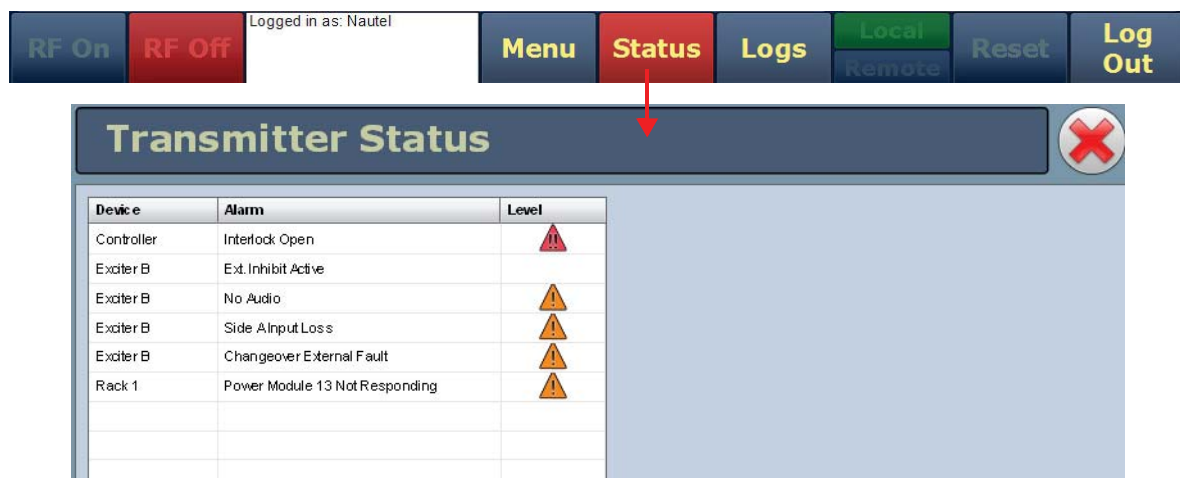 Logged in as: Nautel
RF On RF Off Menu Status Logs Local Remote Reset Log Out
Transmitter Status
Device Alarm Level
Controller Interlock Open
Exciter B Ext. Inhibit Active
Exciter B No Audio
Exciter B Side A Input Loss
Exciter B Changeover External Fault
Rack 1 Power Module 13 Not Responding